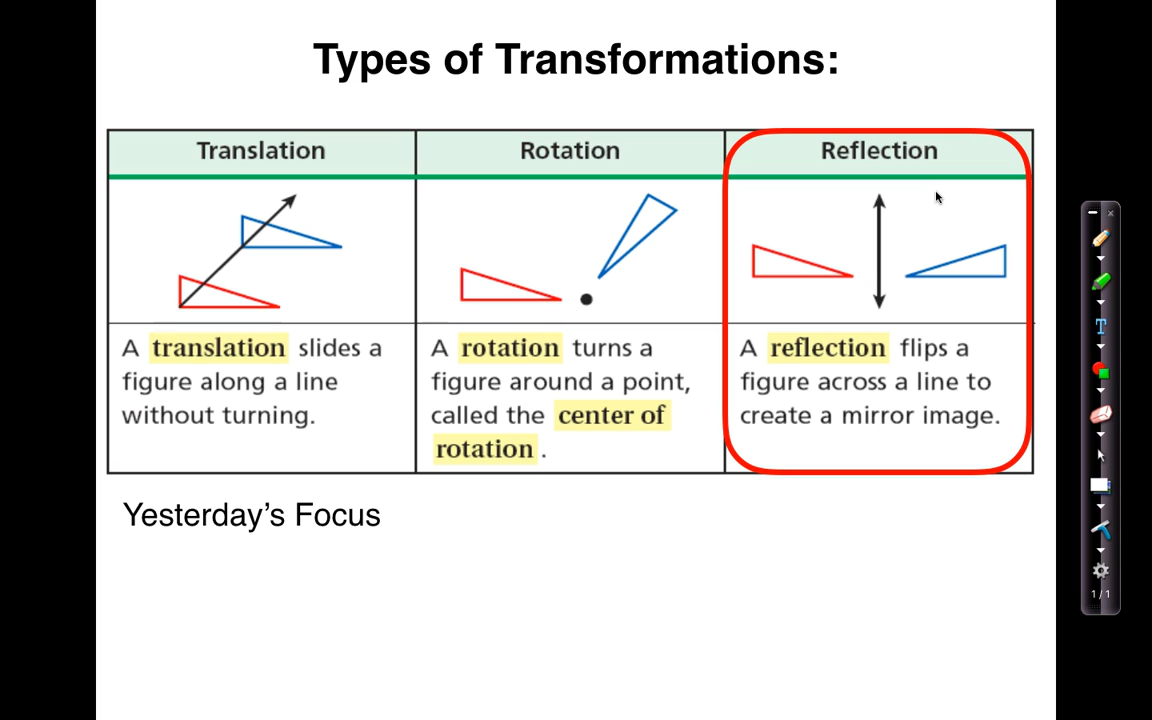 Types of Transformations:
Translation
Rotation
Reflection
A translation slides a
figure along a line
without turning.
A rotation turns a
figure around a point,
called the center of
rotation.
A reflection flips a
figure across a line to
create a mirror image.
Yesterday's Focus
T
1/1